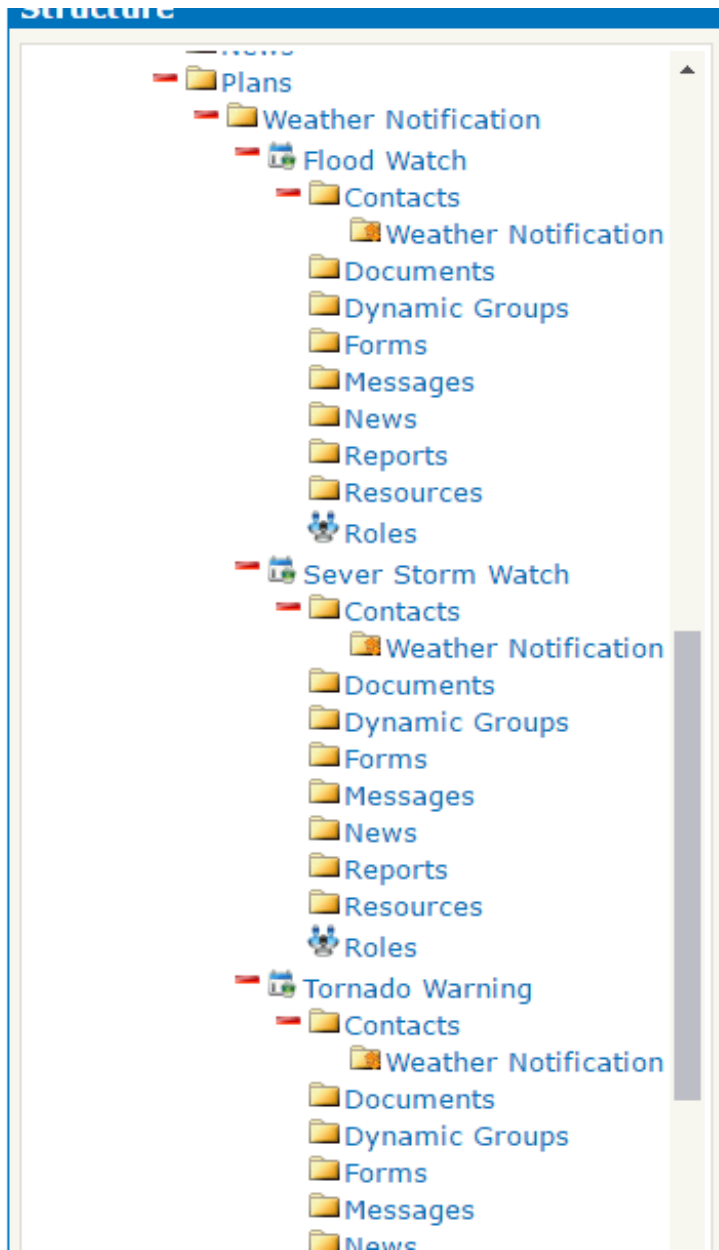 Structure
News
Plans
Weather Notification
Flood Watch
Contacts
Weather Notification
Documents
Dynamic Groups
Forms
Messages
News
Reports
Resources
Roles
Sever Storm Watch
Contacts
Weather Notification
Documents
Dynamic Groups
Forms
Messages
News
Reports
Resources
Roles
Tornado Warning
Contacts
Weather Notification
Documents
Dynamic Groups
Forms
Messages
News